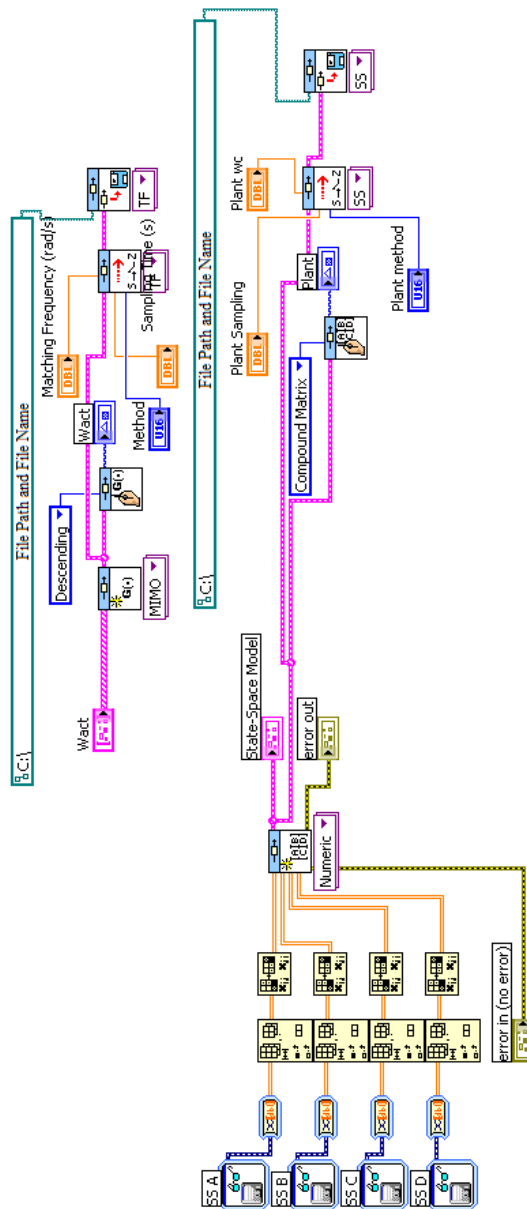 File Path and File Name
C:\
Matching Frequency (rad/s)
DBL
TF
Descending
Wact
S→Z
TF
Sampling Time (s)
G(•)
Wact
G(•)
MIMO
Method
U16
DBL
File Path and File Name
C:\
Plant wc
DBL
SS
Plant Sampling
DBL
Plant
S→Z
SS
Compound Matrix
Plant method
U16
State-Space Model
error out
Numeric
SS A
SS B
SS C
SS D
error in (no error)